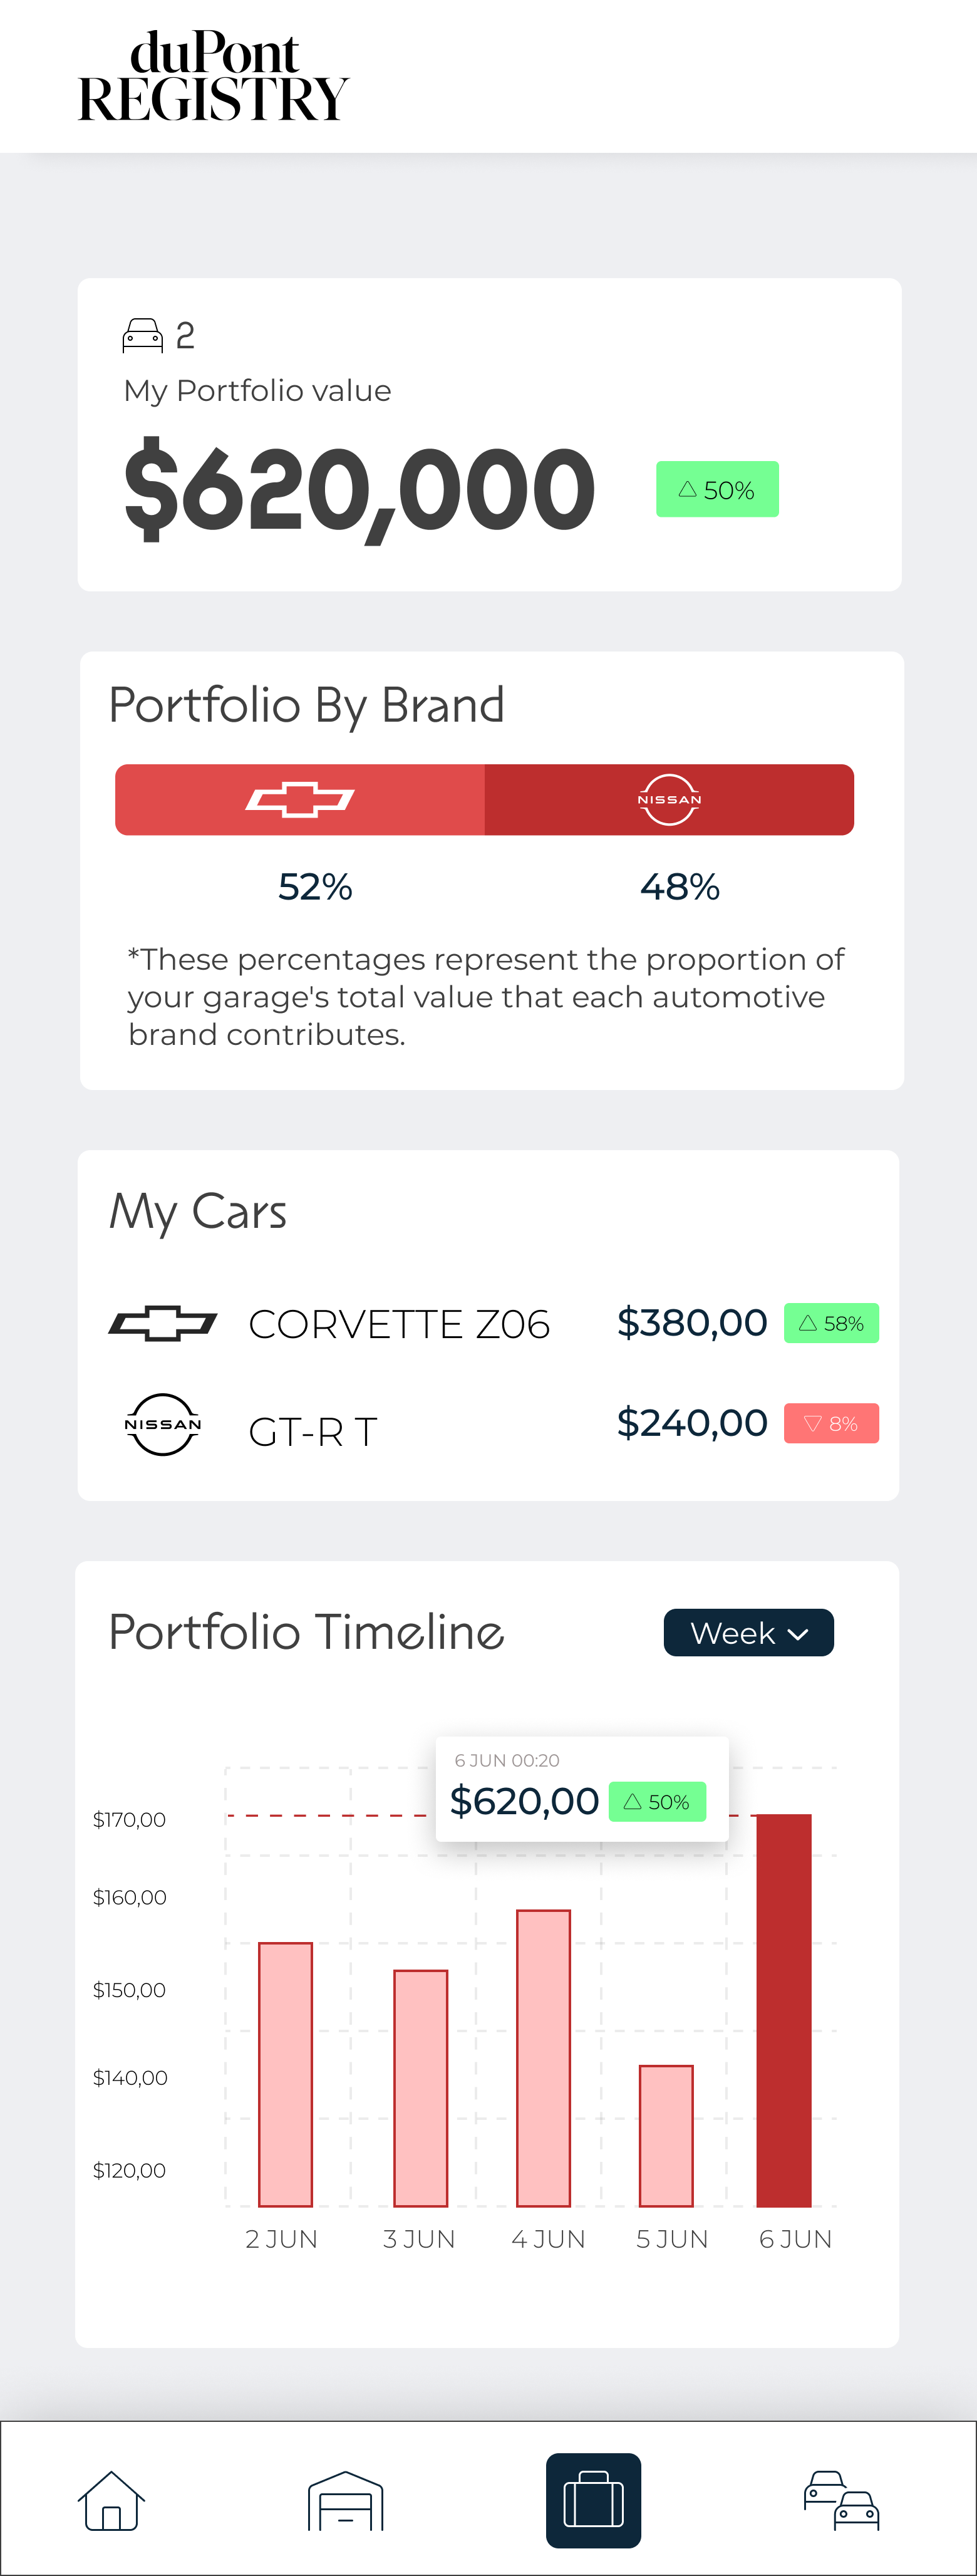 duPont
REGISTRY
2
My Portfolio value
$620,000
△ 50%
Portfolio By Brand
NISSAN
52% 48%
*These percentages represent the proportion of
your garage's total value that each automotive
brand contributes.
My Cars
CORVETTE Z06 $380,00 △ 58%
NISSAN GT-R T $240,00 ▽ 8%
Portfolio Timeline
Week
6 JUN 00:20
$620,00 △ 50%
$170,00
$160,00
$150,00
$140,00
$120,00
2 JUN 3 JUN 4 JUN 5 JUN 6 JUN